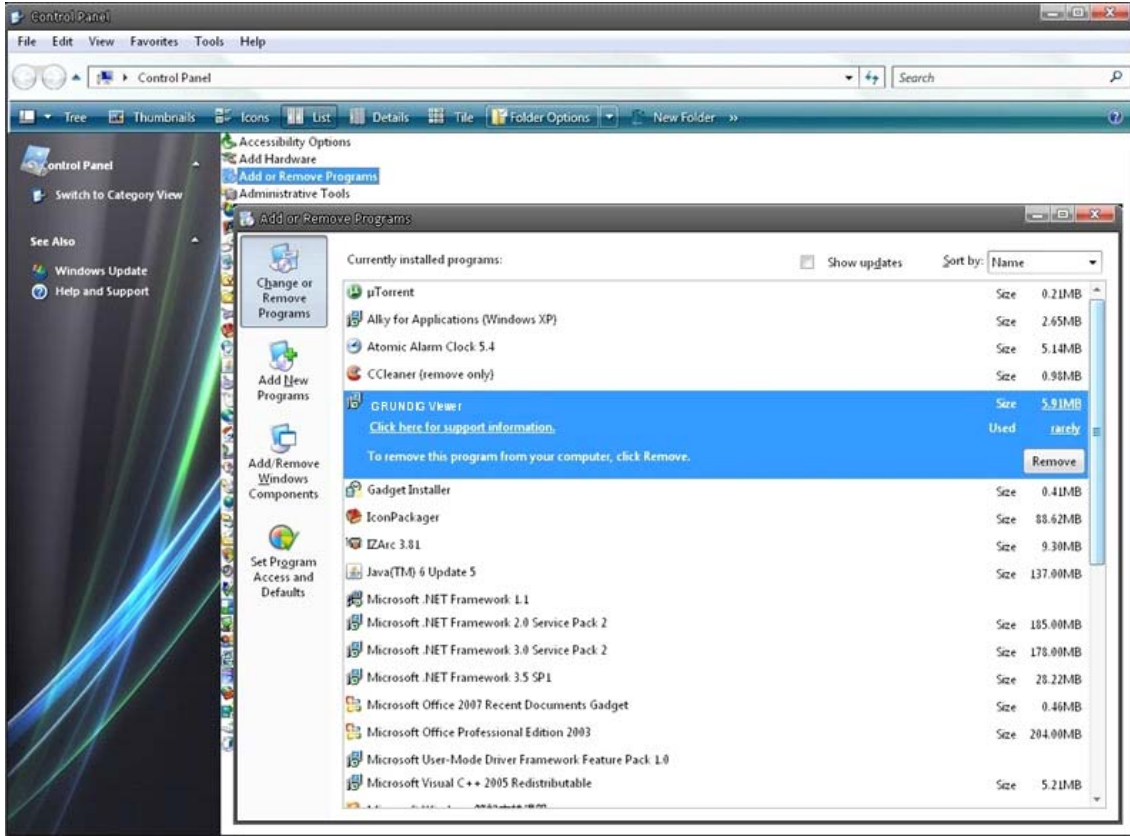 Control Panel
File Edit View Favorites Tools Help
Control Panel
Search
Tree Thumbnails Icons List Details Tile Folder Options New Folder »
Control Panel
Switch to Category View
See Also
Windows Update
Help and Support
Accessibility Options
Add Hardware
Add or Remove Programs
Administrative Tools
Add or Remove Programs
Change or
Remove
Programs
Add New
Programs
Add/Remove
Windows
Components
Set Program
Access and
Defaults
Currently installed programs: Show updates Sort by: Name
µTorrent Size 0.21MB
Alky for Applications (Windows XP) Size 2.65MB
Atomic Alarm Clock 5.4 Size 5.14MB
CCleaner (remove only) Size 0.98MB
GRUNDIG Viewer Size 5.91MB
Click here for support information. Used rarely
To remove this program from your computer, click Remove. Remove
Gadget Installer Size 0.41MB
IconPackager Size 88.62MB
IZArc 3.81 Size 9.30MB
Java(TM) 6 Update 5 Size 137.00MB
Microsoft .NET Framework 1.1
Microsoft .NET Framework 2.0 Service Pack 2 Size 185.00MB
Microsoft .NET Framework 3.0 Service Pack 2 Size 178.00MB
Microsoft .NET Framework 3.5 SP1 Size 28.22MB
Microsoft Office 2007 Recent Documents Gadget Size 0.46MB
Microsoft Office Professional Edition 2003 Size 204.00MB
Microsoft User-Mode Driver Framework Feature Pack 1.0
Microsoft Visual C++ 2005 Redistributable Size 5.21MB